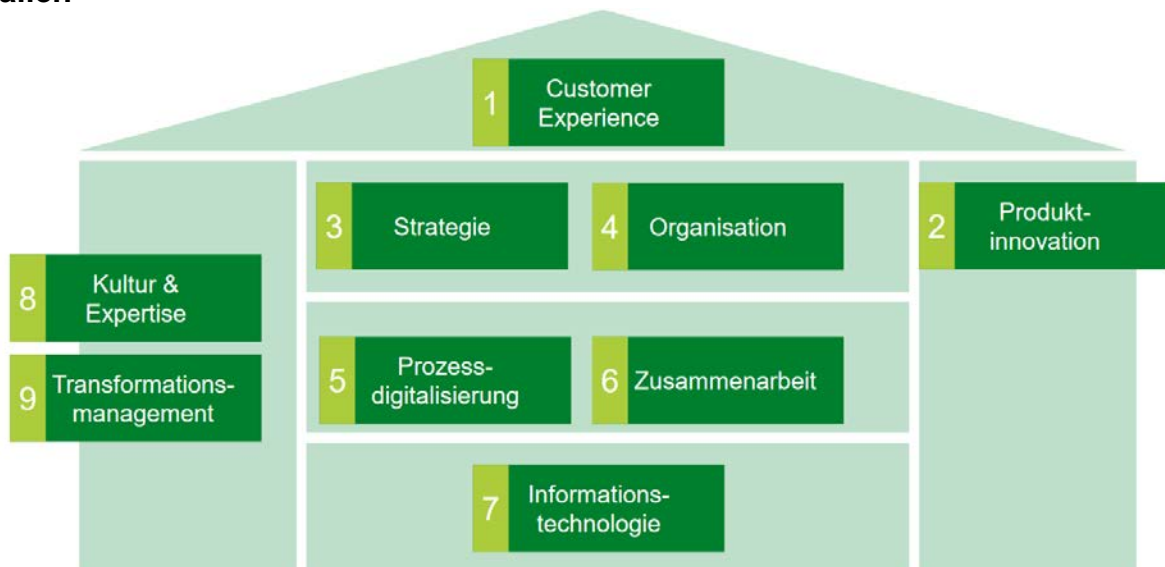 1
Customer
Experience
3
Strategie
4
Organisation
2
Produkt-
innovation
8
Kultur &
Expertise
5
Prozess-
digitalisierung
6
Zusammenarbeit
9
Transformations-
management
7
Informations-
technologie